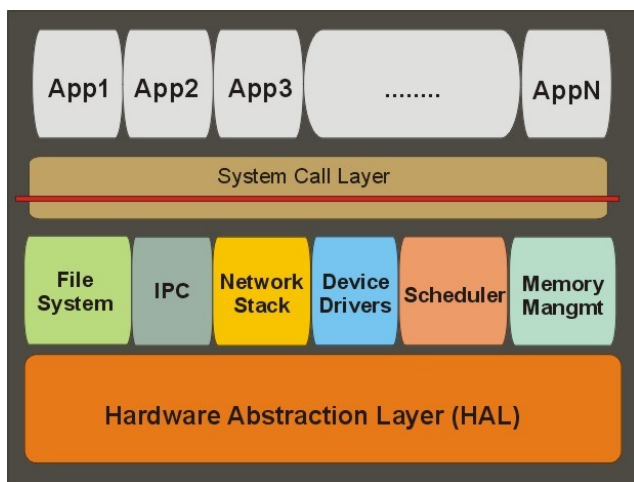 App1 App2 App3 ........ AppN
System Call Layer
File System
IPC
Network Stack
Device Drivers
Scheduler
Memory Mangmt
Hardware Abstraction Layer (HAL)